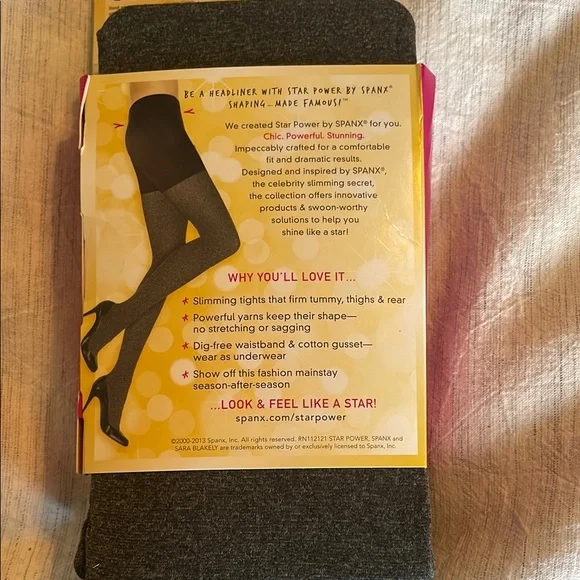 BE A HEADLINER WITH STAR POWER BY SPANX®
SHAPING...MADE FAMOUS!™
We created Star Power by SPANX® for you.
Chic. Powerful. Stunning.
Impeccably crafted for a comfortable
fit and dramatic results.
Designed and inspired by SPANX®,
the celebrity slimming secret,
the collection offers innovative
products & swoon-worthy
solutions to help you
shine like a star!
WHY YOU'LL LOVE IT...
★ Slimming tights that firm tummy, thighs & rear
★ Powerful yarns keep their shape—
no stretching or sagging
★ Dig-free waistband & cotton gusset—
wear as underwear
★ Show off this fashion mainstay
season-after-season
...LOOK & FEEL LIKE A STAR!
spanx.com/starpower
©2000-2013 Spanx, Inc. All rights reserved. RN112121 STAR POWER, SPANX and
SARA BLAKELY are trademarks owned by or exclusively licensed to Spanx, Inc.